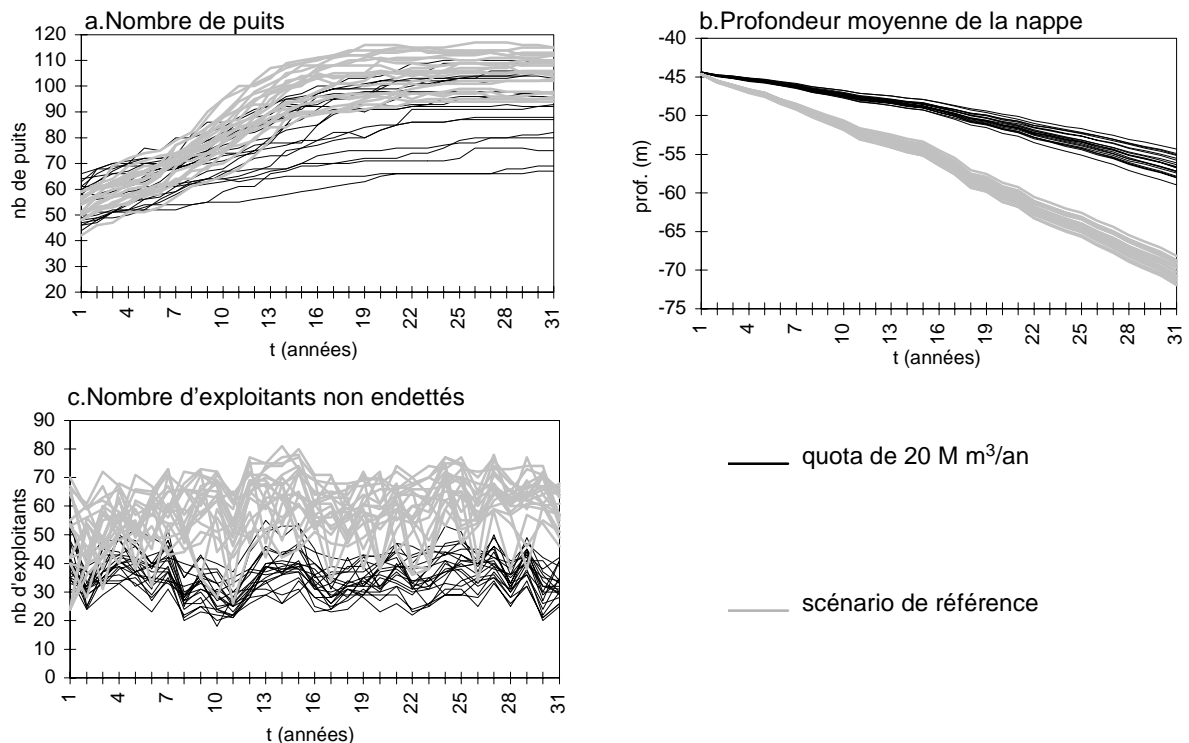 a.Nombre de puits
120
110
100
90
80
70
60
50
40
30
20
nb de puits
1 4 7 10 13 16 19 22 25 28 31
t (années)
b.Profondeur moyenne de la nappe
-40
-45
-50
-55
-60
-65
-70
-75
prof. (m)
1 4 7 10 13 16 19 22 25 28 31
t (années)
c.Nombre d'exploitants non endettés
90
80
70
60
50
40
30
20
10
0
nb d'exploitants
1 4 7 10 13 16 19 22 25 28 31
t (années)
quota de 20 M m³/an
scénario de référence